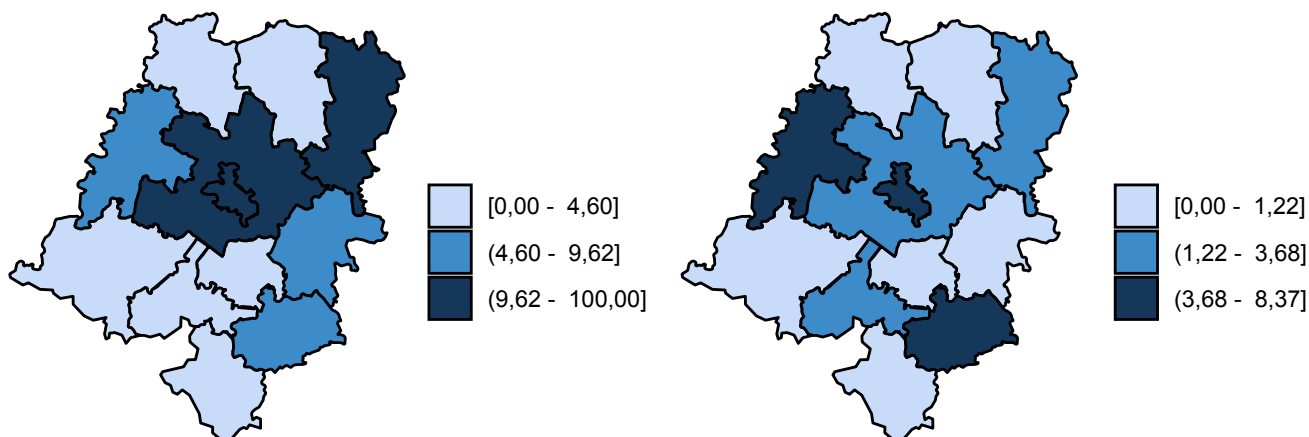 [0,00 - 4,60]
(4,60 - 9,62]
(9,62 - 100,00]
[0,00 - 1,22]
(1,22 - 3,68]
(3,68 - 8,37]